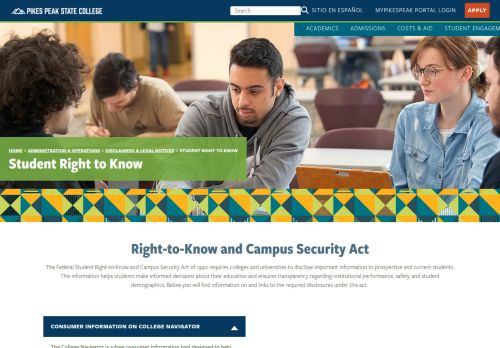 PIKES PEAK STATE COLLEGE
Search
SITIO EN ESPAÑOL
MYPIKESPEAK PORTAL LOGIN
APPLY
ACADEMICS
ADMISSIONS
COSTS & AID
STUDENT ENGAGEM
HOME > ADMINISTRATION & OPERATIONS > DISCLAIMERS & LEGAL NOTICES > STUDENT RIGHT TO KNOW
Student Right to Know
Right-to-Know and Campus Security Act
The Federal Student Right-to-Know and Campus Security Act of 1990 requires colleges and universities to disclose important information to prospective and current students.
This information helps students make informed decisions about their education and ensures transparency regarding institutional performance, safety, and student
demographics. Below you will find information on and links to the required disclosures under this act.
CONSUMER INFORMATION ON COLLEGE NAVIGATOR
The College Navigator is a free consumer information tool designed to help